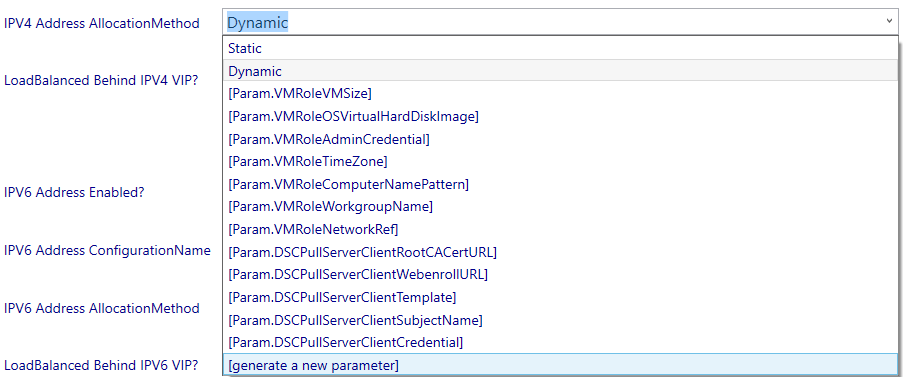 IPV4 Address AllocationMethod
Dynamic
Static
Dynamic
LoadBalanced Behind IPV4 VIP?
[Param.VMRoleVMSize]
[Param.VMRoleOSVirtualHardDiskImage]
[Param.VMRoleAdminCredential]
[Param.VMRoleTimeZone]
[Param.VMRoleComputerNamePattern]
IPV6 Address Enabled?
[Param.VMRoleWorkgroupName]
[Param.VMRoleNetworkRef]
IPV6 Address ConfigurationName
[Param.DSCPullServerClientRootCACertURL]
[Param.DSCPullServerClientWebenrollURL]
[Param.DSCPullServerClientTemplate]
IPV6 Address AllocationMethod
[Param.DSCPullServerClientSubjectName]
[Param.DSCPullServerClientCredential]
LoadBalanced Behind IPV6 VIP?
[generate a new parameter]